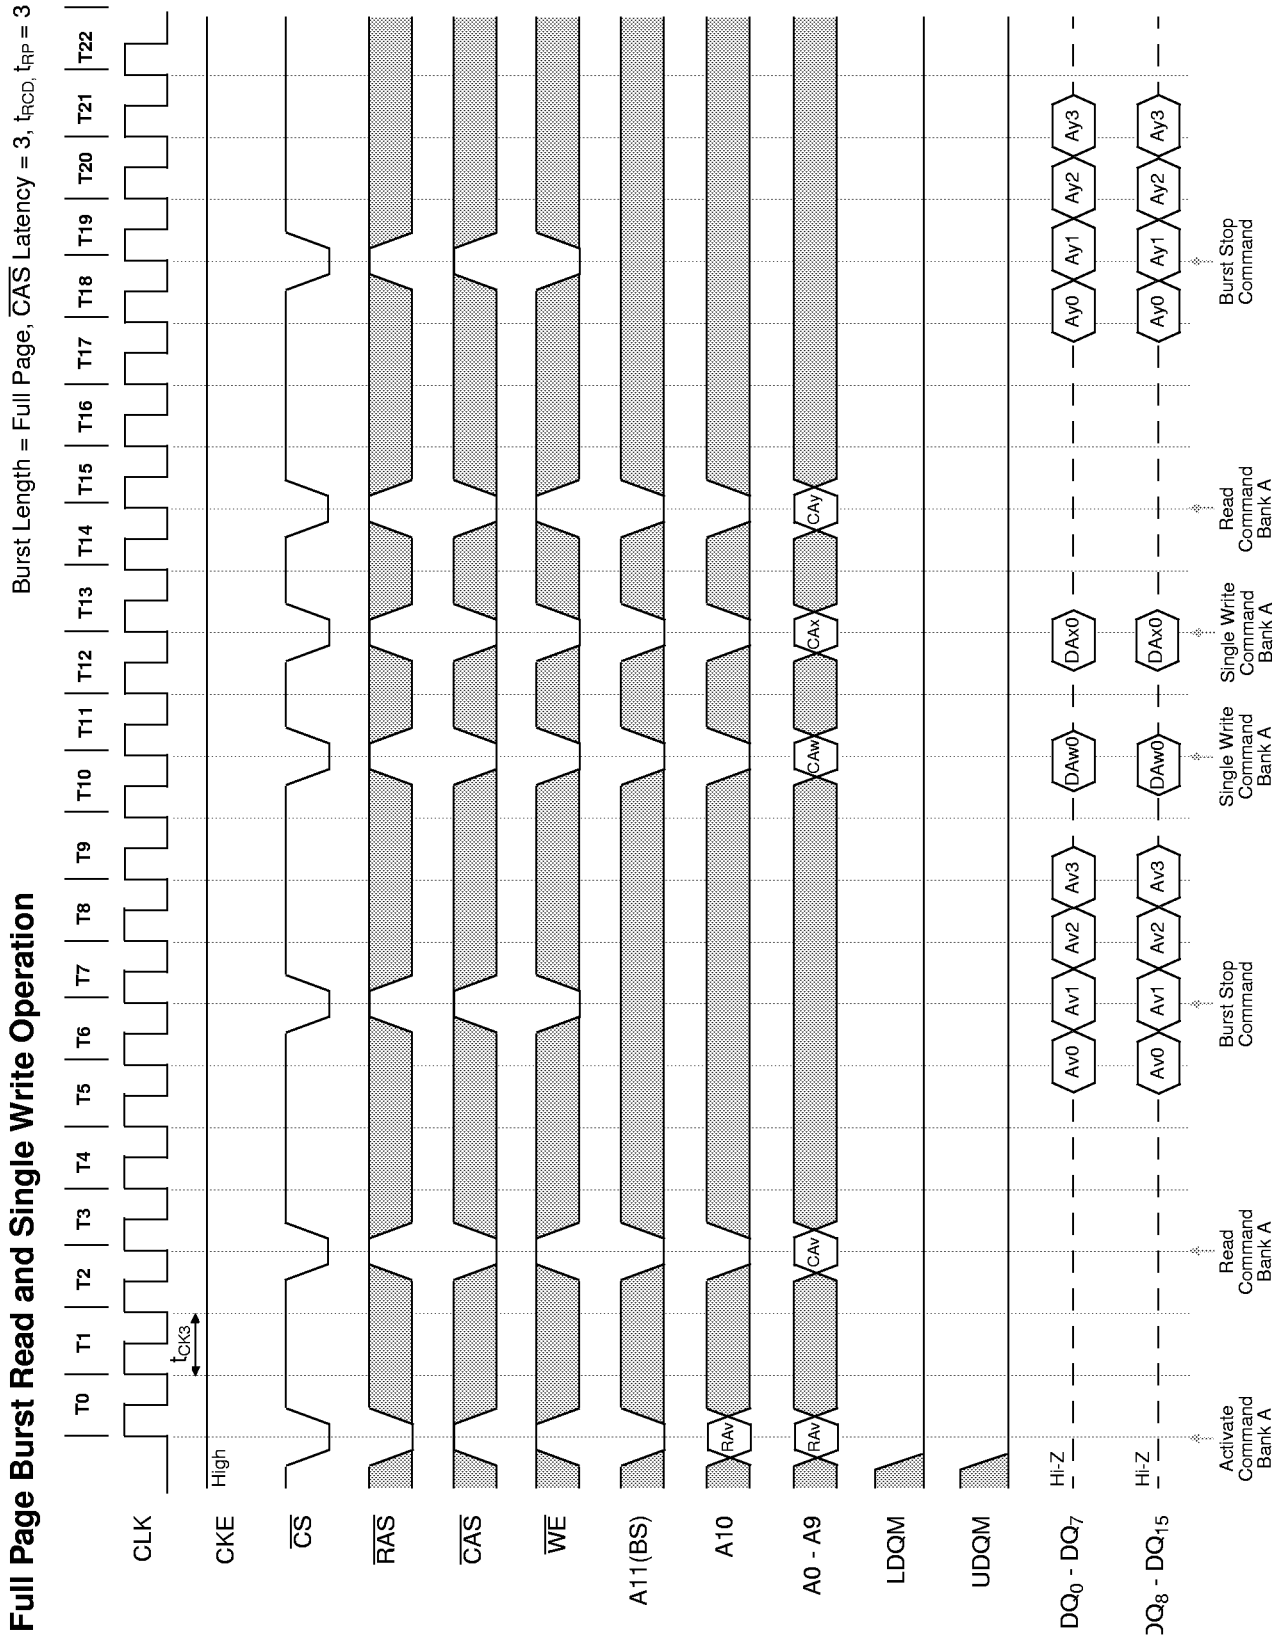 Full Page Burst Read and Single Write Operation
Burst Length = Full Page, CAS Latency = 3, tRCD, tRP = 3
T0 T1 T2 T3 T4 T5 T6 T7 T8 T9 T10 T11 T12 T13 T14 T15 T16 T17 T18 T19 T20 T21 T22
CLK
tCK3
CKE
High
CS
RAS
CAS
WE
A11(BS)
A10
RAv
A0 - A9
RAv CAv CAw CAx CAy
LDQM
UDQM
DQ0 - DQ7
Hi-Z
Av0 Av1 Av2 Av3 DAw0 DAx0 Ay0 Ay1 Ay2 Ay3
DQ8 - DQ15
Hi-Z
Av0 Av1 Av2 Av3 DAw0 DAx0 Ay0 Ay1 Ay2 Ay3
Activate
Command
Bank A
Read
Command
Bank A
Burst Stop
Command
Single Write
Command
Bank A
Single Write
Command
Bank A
Read
Command
Bank A
Burst Stop
Command